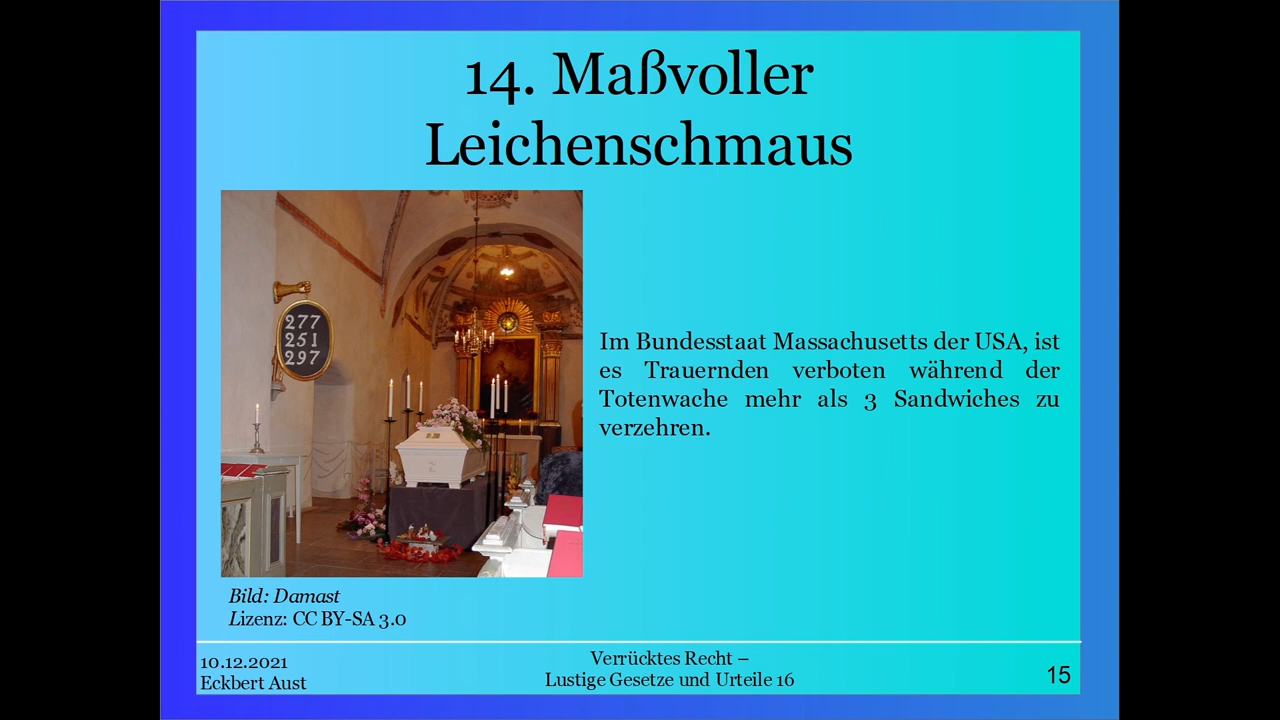 14. Maßvoller
Leichenschmaus
277
251
297
Im Bundesstaat Massachusetts der USA, ist
es Trauernden verboten während der
Totenwache mehr als 3 Sandwiches zu
verzehren.
Bild: Damast
Lizenz: CC BY-SA 3.0
10.12.2021
Eckbert Aust
Verrücktes Recht –
Lustige Gesetze und Urteile 16
15